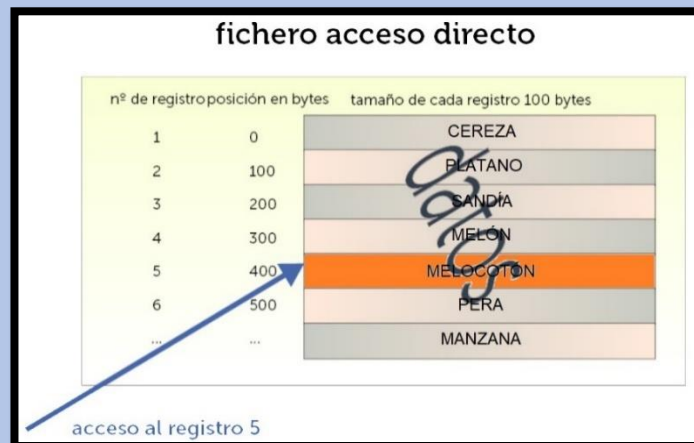 fichero acceso directo
nº de registro posición en bytes tamaño de cada registro 100 bytes
1 0 CEREZA
2 100 PLATANO
3 200 SANDÍA
4 300 MELÓN
5 400 MELOCOTÓN
6 500 PERA
... ... MANZANA
datos
acceso al registro 5